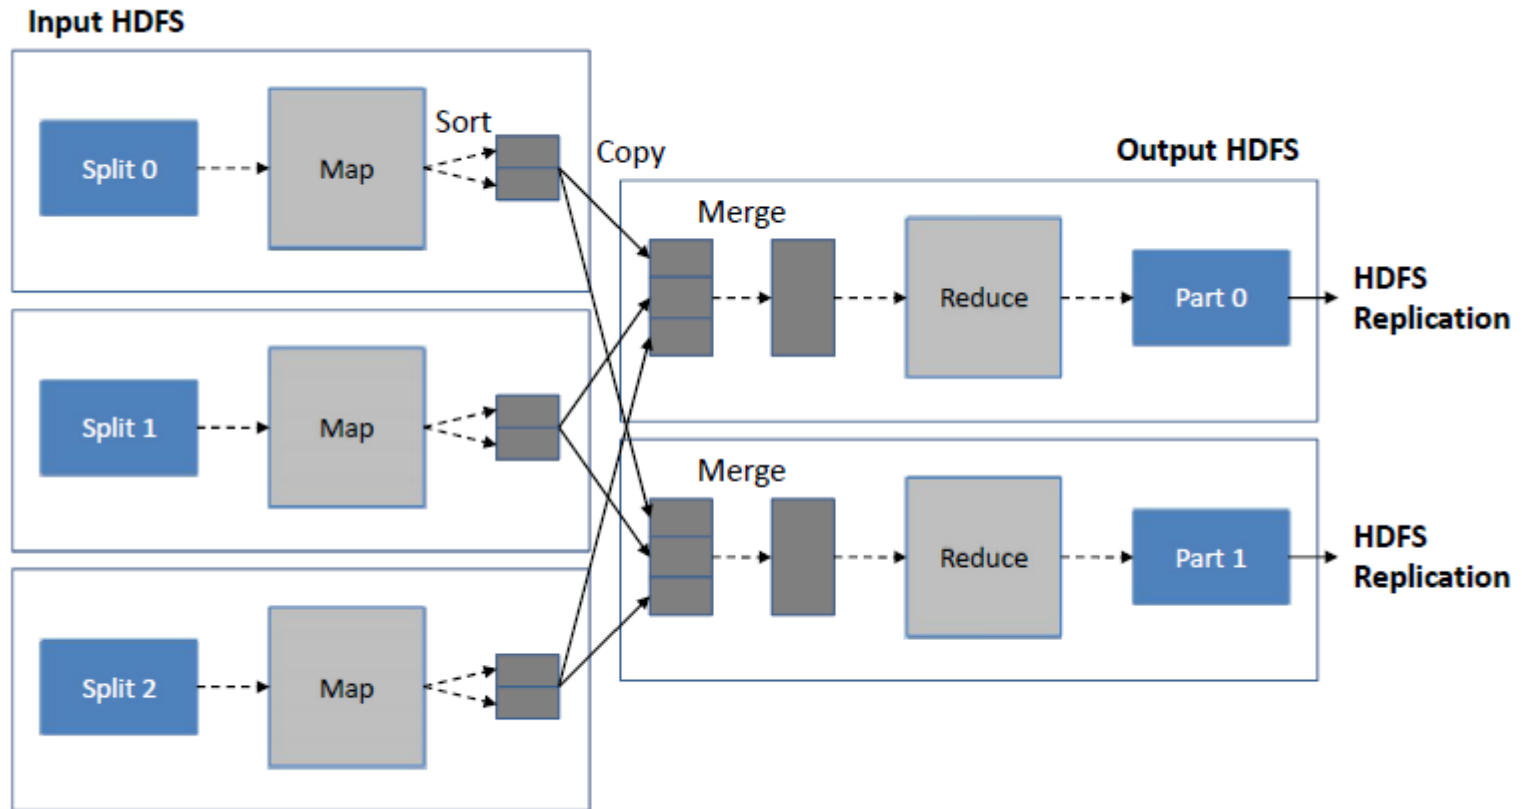 Input HDFS
Split 0
Map
Sort
Copy
Split 1
Map
Split 2
Map
Output HDFS
Merge
Reduce
Part 0
HDFS
Replication
Merge
Reduce
Part 1
HDFS
Replication